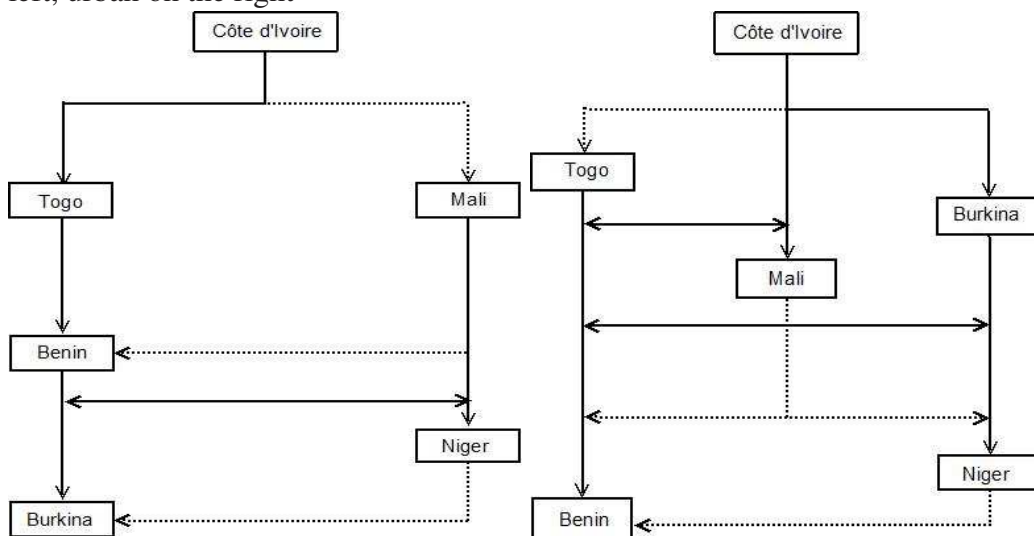 left, urban on the right
Côte d'Ivoire
Togo
Mali
Benin
Niger
Burkina
Côte d'Ivoire
Togo
Burkina
Mali
Niger
Benin